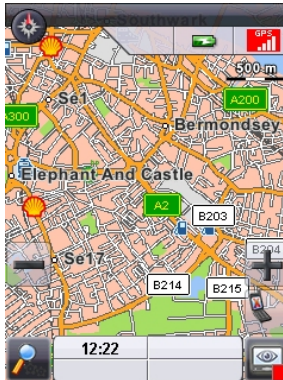 Southwark
GPS
500 m
Se1
A200
A300
Bermondsey
Elephant And Castle
A2
B203
B204
Se17
B214
B215
12:22